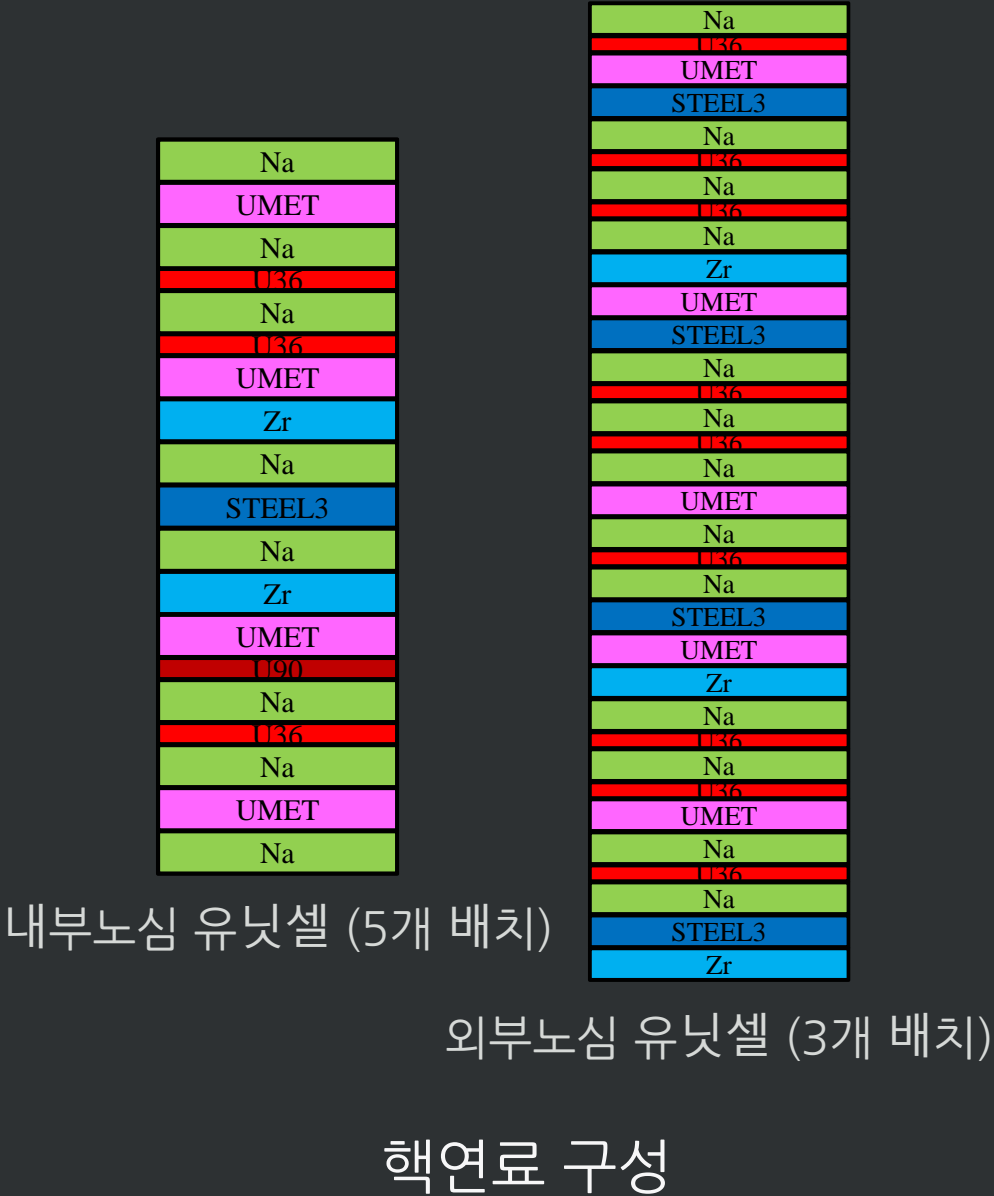 Na
UMET
Na
U36
Na
U36
UMET
Zr
Na
STEEL3
Na
Zr
UMET
U90
Na
U36
Na
UMET
Na
내부노심 유닛셀 (5개 배치)
Na
U36
UMET
STEEL3
Na
U36
Na
U36
Na
Zr
UMET
STEEL3
Na
U36
Na
U36
Na
UMET
Na
U36
Na
STEEL3
UMET
Zr
Na
U36
Na
U36
UMET
Na
U36
Na
STEEL3
Zr
외부노심 유닛셀 (3개 배치)
핵연료 구성